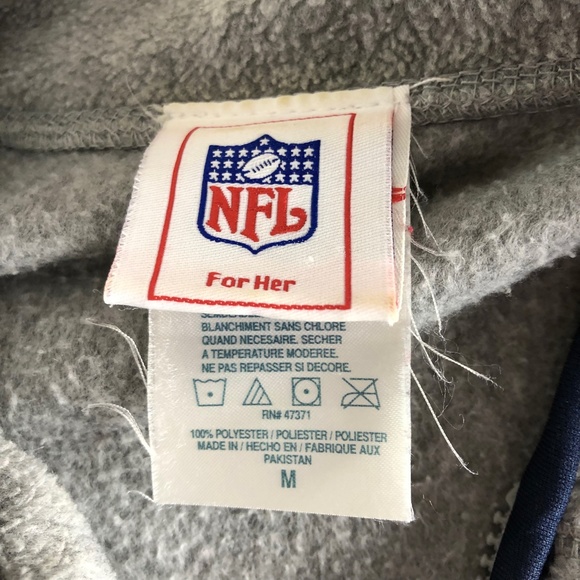 NFL
For Her
BLANCHIMENT SANS CHLORE
QUAND NECESAIRE. SECHER
A TEMPERATURE MODEREE.
NE PAS REPASSER SI DECORE.
RN# 47371
100% POLYESTER / POLIESTER / POLIESTER
MADE IN / HECHO EN / FABRIQUE AUX
PAKISTAN
M